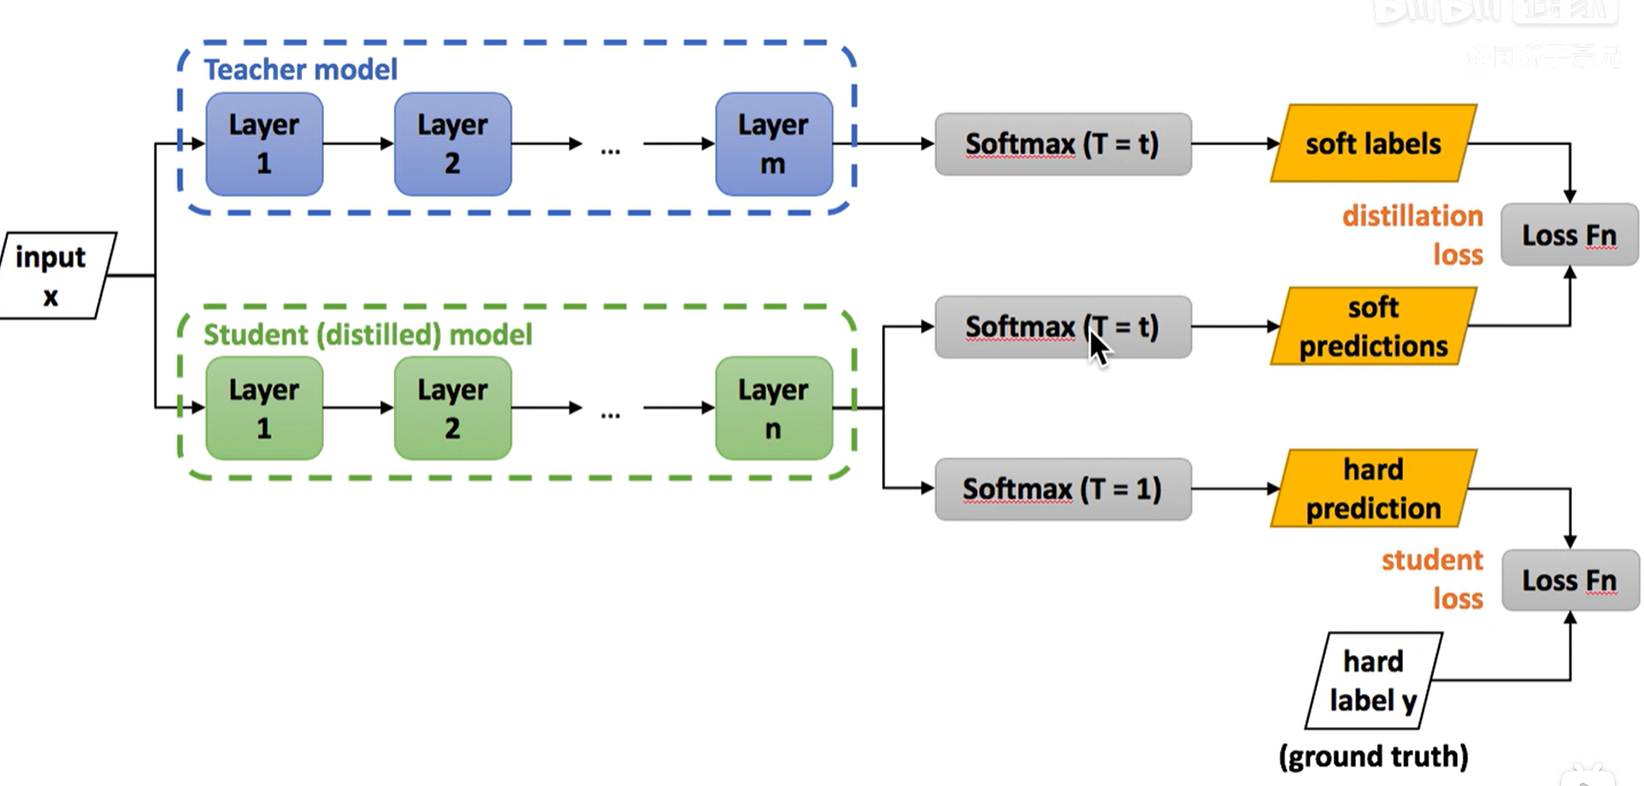 Teacher model
Layer
1
Layer
2
...
Layer
m
Softmax (T = t)
soft labels
distillation
loss
Loss Fn
input
x
Student (distilled) model
Layer
1
Layer
2
...
Layer
n
Softmax (T = t)
soft
predictions
Softmax (T = 1)
hard
prediction
student
loss
Loss Fn
hard
label y
(ground truth)